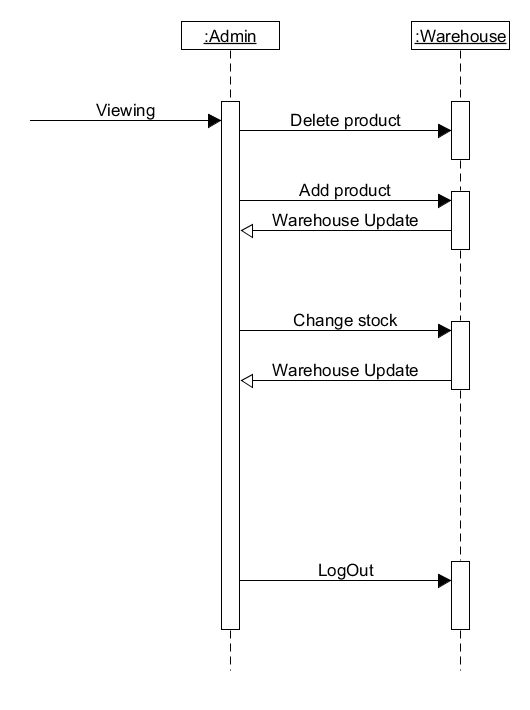 :Admin
:Warehouse
Viewing
Delete product
Add product
Warehouse Update
Change stock
Warehouse Update
LogOut